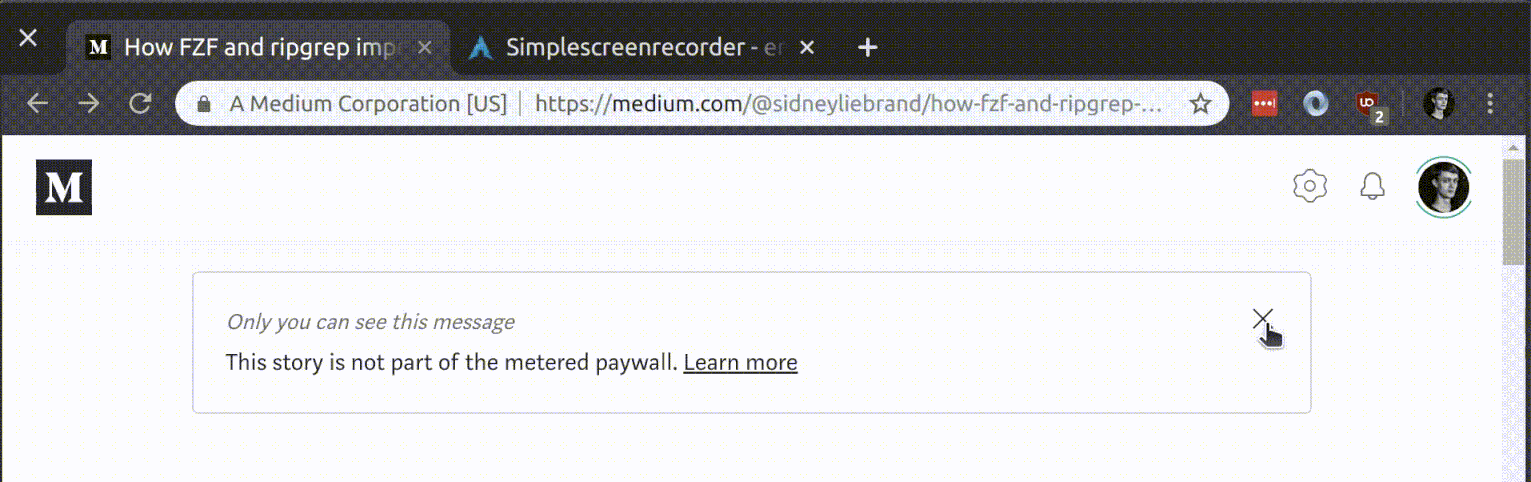 M How FZF and ripgrep imp
Simplescreenrecorder - er
A Medium Corporation [US] https://medium.com/@sidneyliebrand/how-fzf-and-ripgrep-...
2
M
Only you can see this message
This story is not part of the metered paywall. Learn more